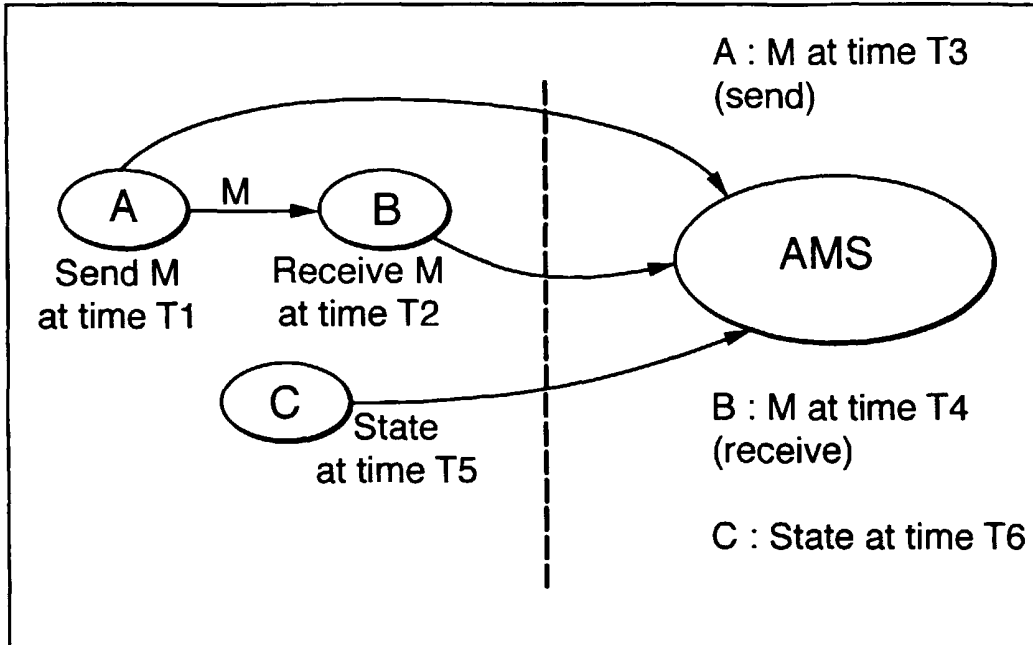 A : M at time T3
(send)
A
M
B
AMS
Send M
at time T1
Receive M
at time T2
C
State
at time T5
B : M at time T4
(receive)
C : State at time T6